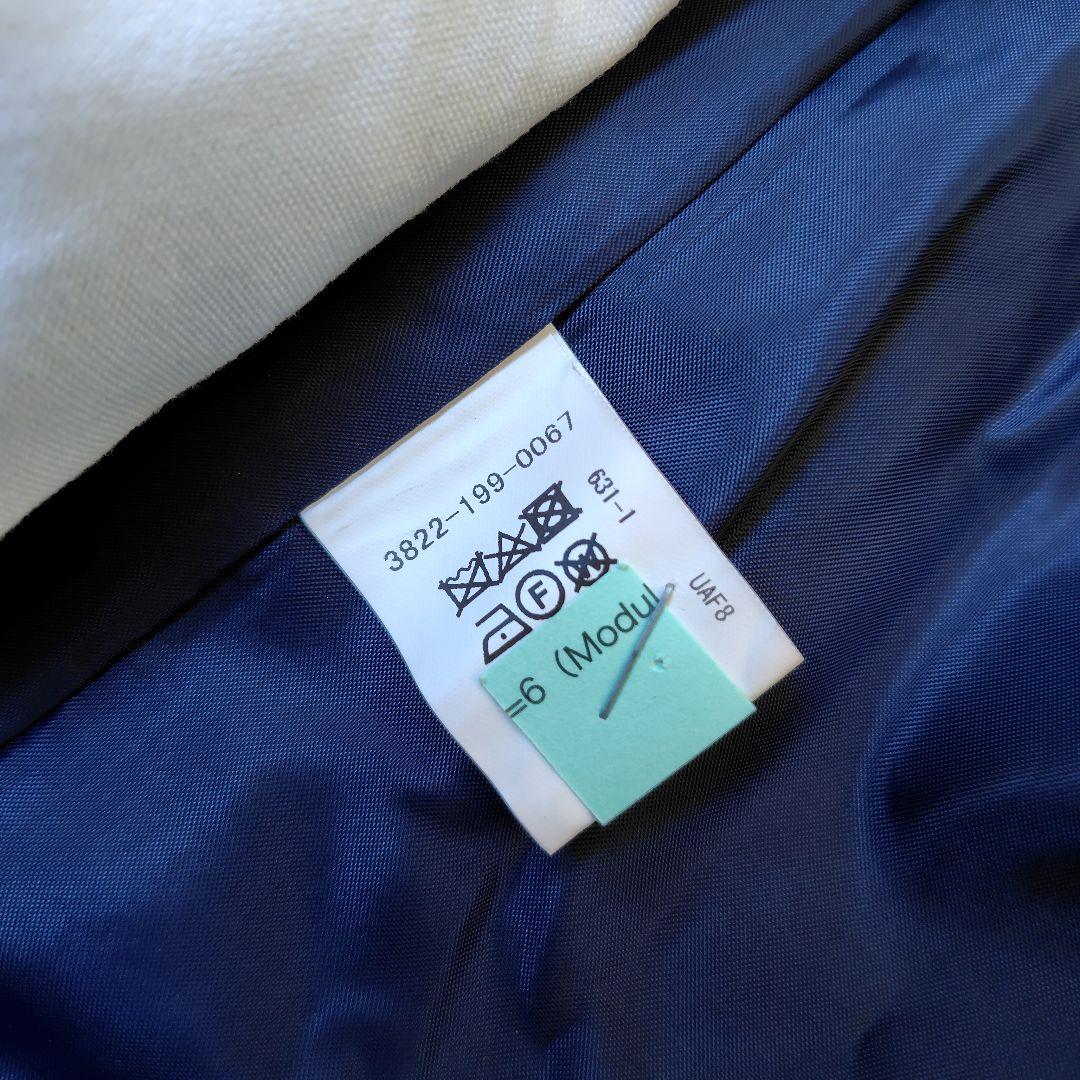 3822-199-0067
631-1
F
W
UAF8
=6 (Modul